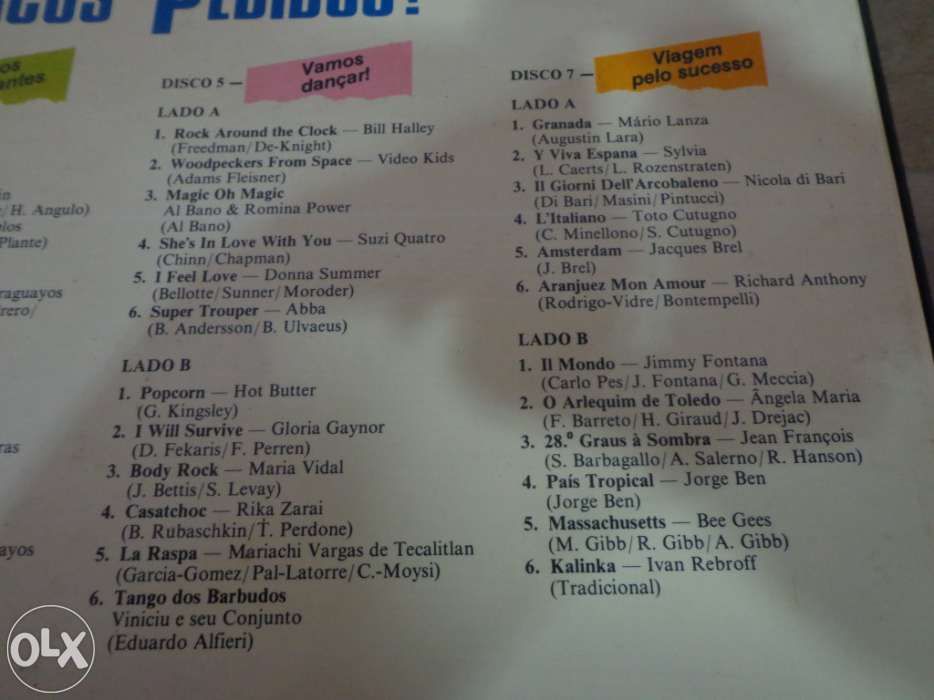 PEDIDOS!
antes
/H. Angulo)
Plante)
DISCO 5 — Vamos
dançar!
LADO A
1. Rock Around the Clock — Bill Halley
(Freedman/De-Knight)
2. Woodpeckers From Space — Video Kids
(Adams Fleisner)
3. Magic Oh Magic
Al Bano & Romina Power
(Al Bano)
4. She's In Love With You — Suzi Quatro
(Chinn/Chapman)
5. I Feel Love — Donna Summer
(Bellotte/Sunner/Moroder)
6. Super Trouper — Abba
(B. Andersson/B. Ulvaeus)
LADO B
1. Popcorn — Hot Butter
(G. Kingsley)
2. I Will Survive — Gloria Gaynor
(D. Fekaris/F. Perren)
3. Body Rock — Maria Vidal
(J. Bettis/S. Levay)
4. Casatchoc — Rika Zarai
(B. Rubaschkin/T. Perdone)
5. La Raspa — Mariachi Vargas de Tecalitlan
(Garcia-Gomez/Pal-Latorre/C.-Moysi)
6. Tango dos Barbudos
Viniciu e seu Conjunto
(Eduardo Alfieri)
DISCO 7 — Viagem
pelo sucesso
LADO A
1. Granada — Mário Lanza
(Augustin Lara)
2. Y Viva Espana — Sylvia
(L. Caerts/L. Rozenstraten)
3. Il Giorni Dell'Arcobaleno — Nicola di Bari
(Di Bari/Masini/Pintucci)
4. L'Italiano — Toto Cutugno
(C. Minellono/S. Cutugno)
5. Amsterdam — Jacques Brel
(J. Brel)
6. Aranjuez Mon Amour — Richard Anthony
(Rodrigo-Vidre/Bontempelli)
LADO B
1. Il Mondo — Jimmy Fontana
(Carlo Pes/J. Fontana/G. Meccia)
2. O Arlequim de Toledo — Ângela Maria
(F. Barreto/H. Giraud/J. Drejac)
3. 28.º Graus à Sombra — Jean François
(S. Barbagallo/A. Salerno/R. Hanson)
4. País Tropical — Jorge Ben
(Jorge Ben)
5. Massachusetts — Bee Gees
(M. Gibb/R. Gibb/A. Gibb)
6. Kalinka — Ivan Rebroff
(Tradicional)
OLX